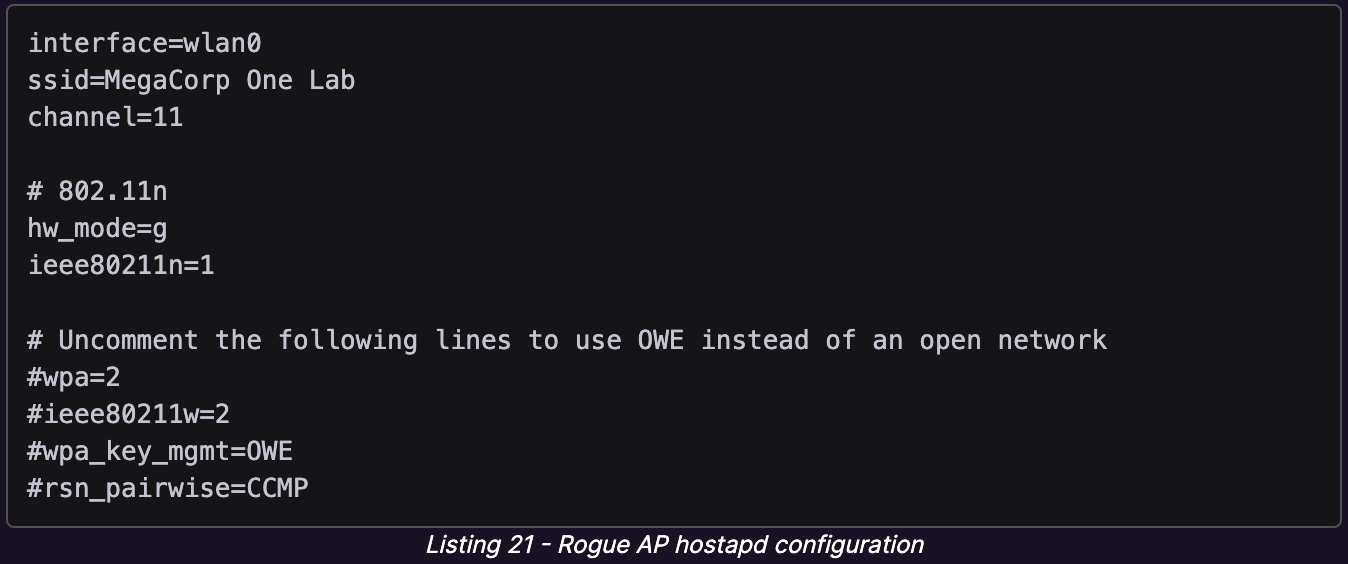 interface=wlan0
ssid=MegaCorp One Lab
channel=11
# 802.11n
hw_mode=g
ieee80211n=1
# Uncomment the following lines to use OWE instead of an open network
#wpa=2
#ieee80211w=2
#wpa_key_mgmt=OWE
#rsn_pairwise=CCMP
Listing 21 - Rogue AP hostapd configuration